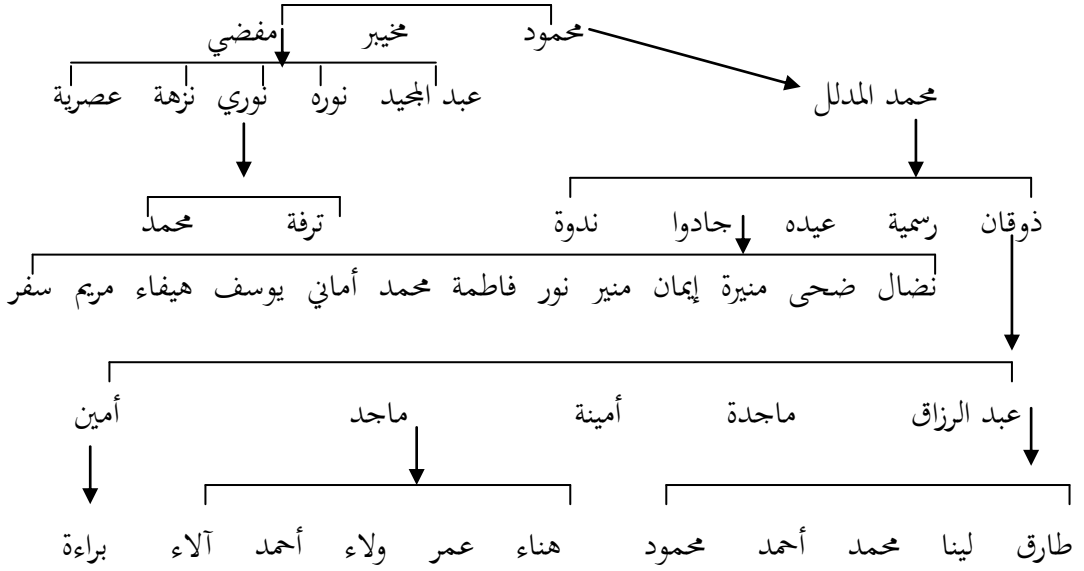 محمود مخيبر مفضي
محمد المدلل
عبد المجيد نوره نوري نزهة عصرية
ذوقان رسمية عيده جادوا ندوة
ترفة محمد
نضال ضحى منيرة إيمان منير نور فاطمة محمد أماني يوسف هيفاء مريم سفر
عبد الرزاق ماجدة أمينة ماجد أمين
طارق لينا محمد أحمد محمود
هناء عمر ولاء أحمد آلاء
براءة